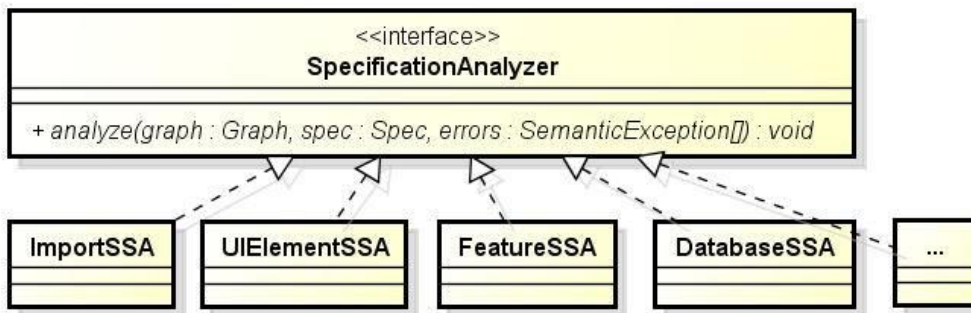 <<interface>>
SpecificationAnalyzer
+ analyze(graph : Graph, spec : Spec, errors : SemanticException[]) : void
ImportSSA
UIElementSSA
FeatureSSA
DatabaseSSA
...